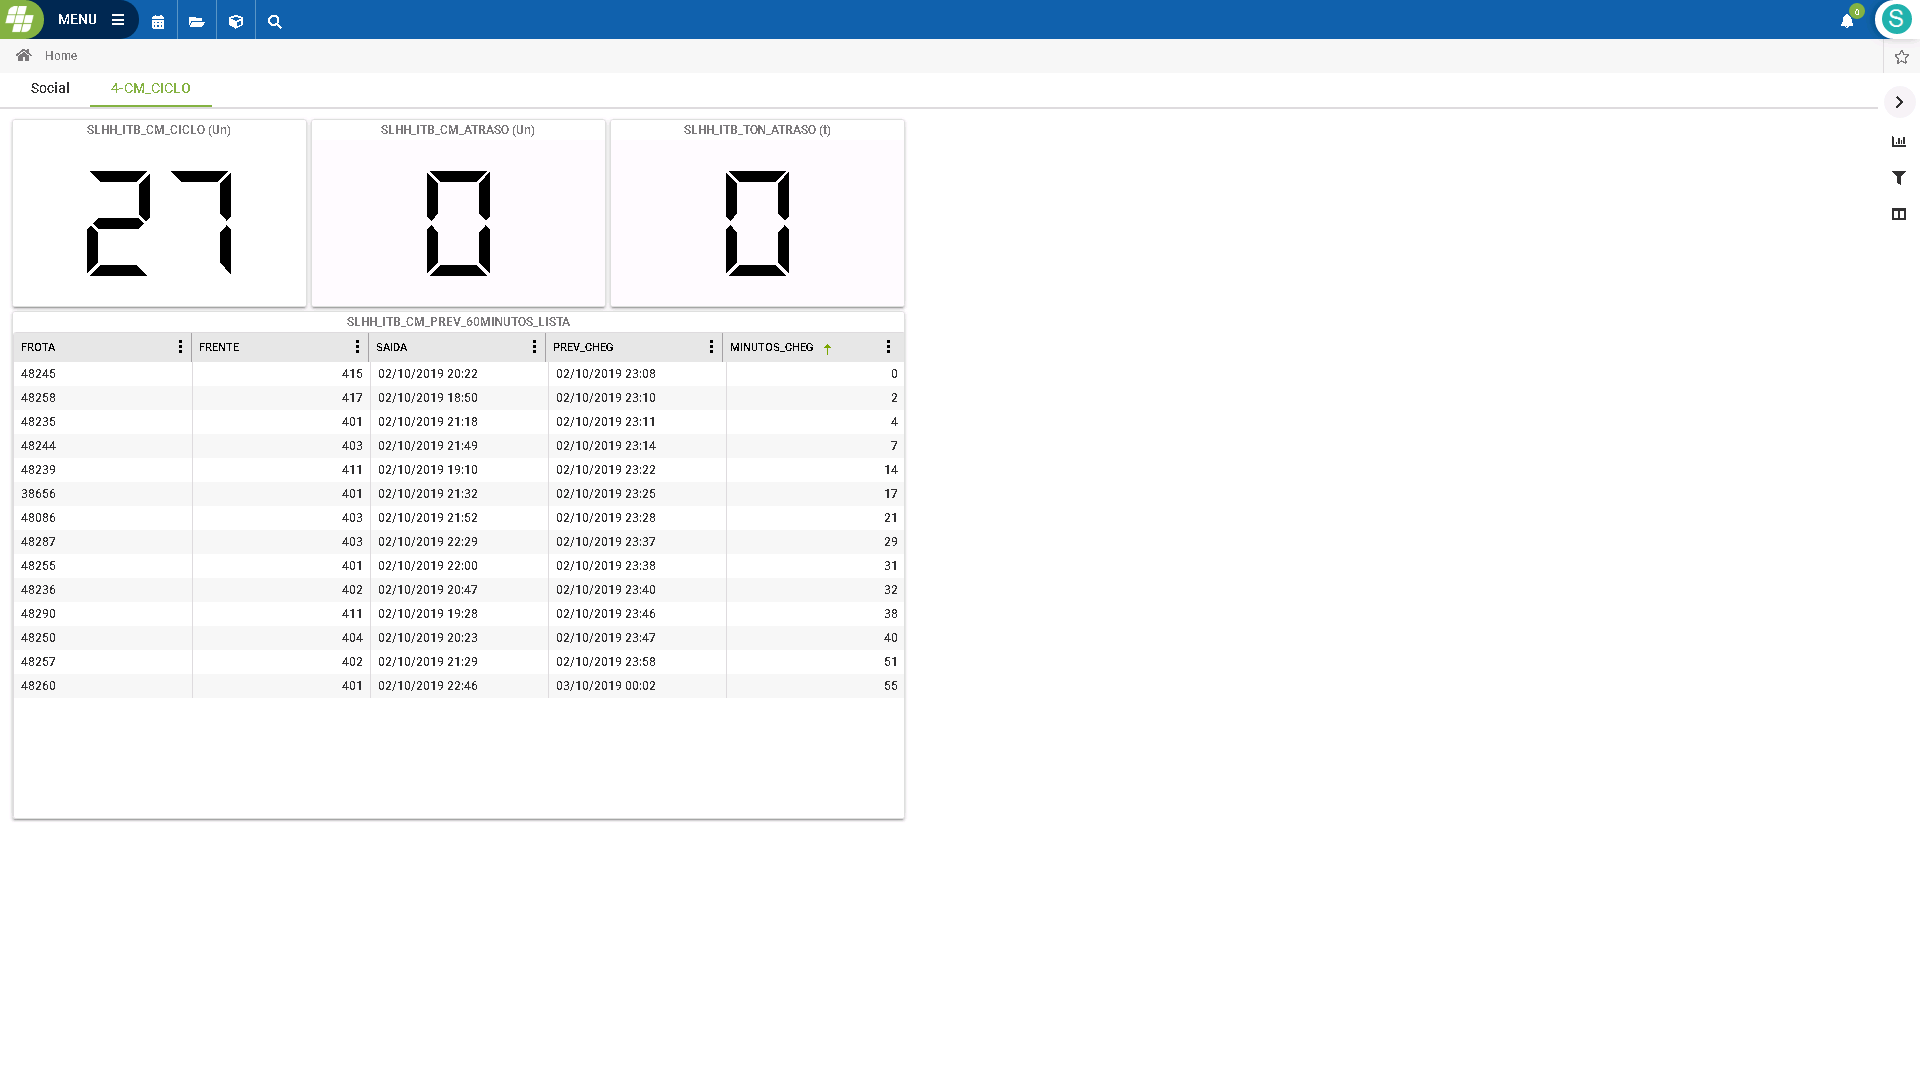 MENU
0
S
Home
Social 4-CM_CICLO
SLHH_ITB_CM_CICLO (Un) SLHH_ITB_CM_ATRASO (Un) SLHH_ITB_TON_ATRASO (t)
27 0 0
SLHH_ITB_CM_PREV_60MINUTOS_LISTA
FROTA FRENTE SAIDA PREV_CHEG MINUTOS_CHEG
48245 415 02/10/2019 20:22 02/10/2019 23:08 0
48258 417 02/10/2019 18:50 02/10/2019 23:10 2
48235 401 02/10/2019 21:18 02/10/2019 23:11 4
48244 403 02/10/2019 21:49 02/10/2019 23:14 7
48239 411 02/10/2019 19:10 02/10/2019 23:22 14
38656 401 02/10/2019 21:32 02/10/2019 23:25 17
48086 403 02/10/2019 21:52 02/10/2019 23:28 21
48287 403 02/10/2019 22:29 02/10/2019 23:37 29
48255 401 02/10/2019 22:00 02/10/2019 23:38 31
48236 402 02/10/2019 20:47 02/10/2019 23:40 32
48290 411 02/10/2019 19:28 02/10/2019 23:46 38
48250 404 02/10/2019 20:23 02/10/2019 23:47 40
48257 402 02/10/2019 21:29 02/10/2019 23:58 51
48260 401 02/10/2019 22:46 03/10/2019 00:02 55